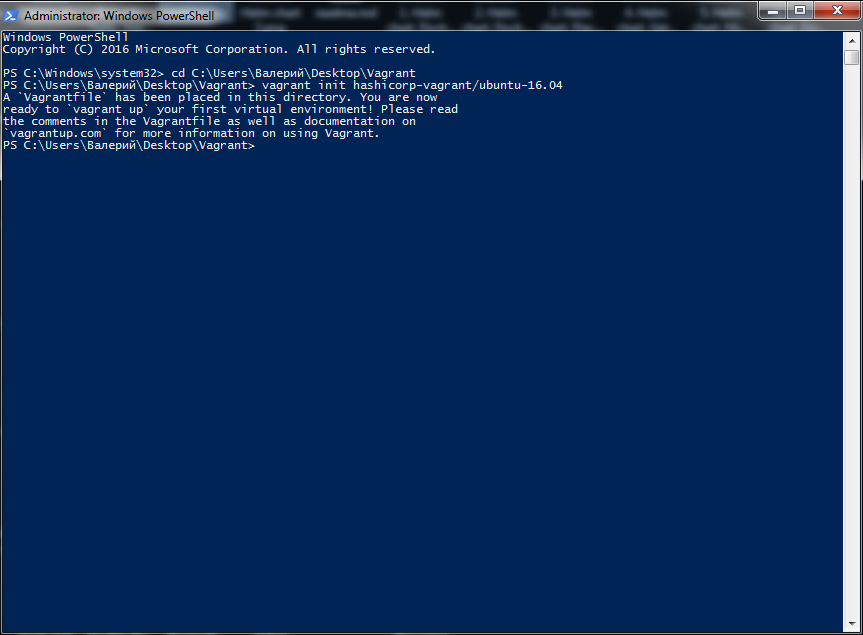 Administrator: Windows PowerShell
Windows PowerShell
Copyright (C) 2016 Microsoft Corporation. All rights reserved.
PS C:\Windows\system32> cd C:\Users\Валерий\Desktop\Vagrant
PS C:\Users\Валерий\Desktop\Vagrant> vagrant init hashicorp-vagrant/ubuntu-16.04
A `Vagrantfile` has been placed in this directory. You are now
ready to `vagrant up` your first virtual environment! Please read
the comments in the Vagrantfile as well as documentation on
`vagrantup.com` for more information on using Vagrant.
PS C:\Users\Валерий\Desktop\Vagrant>